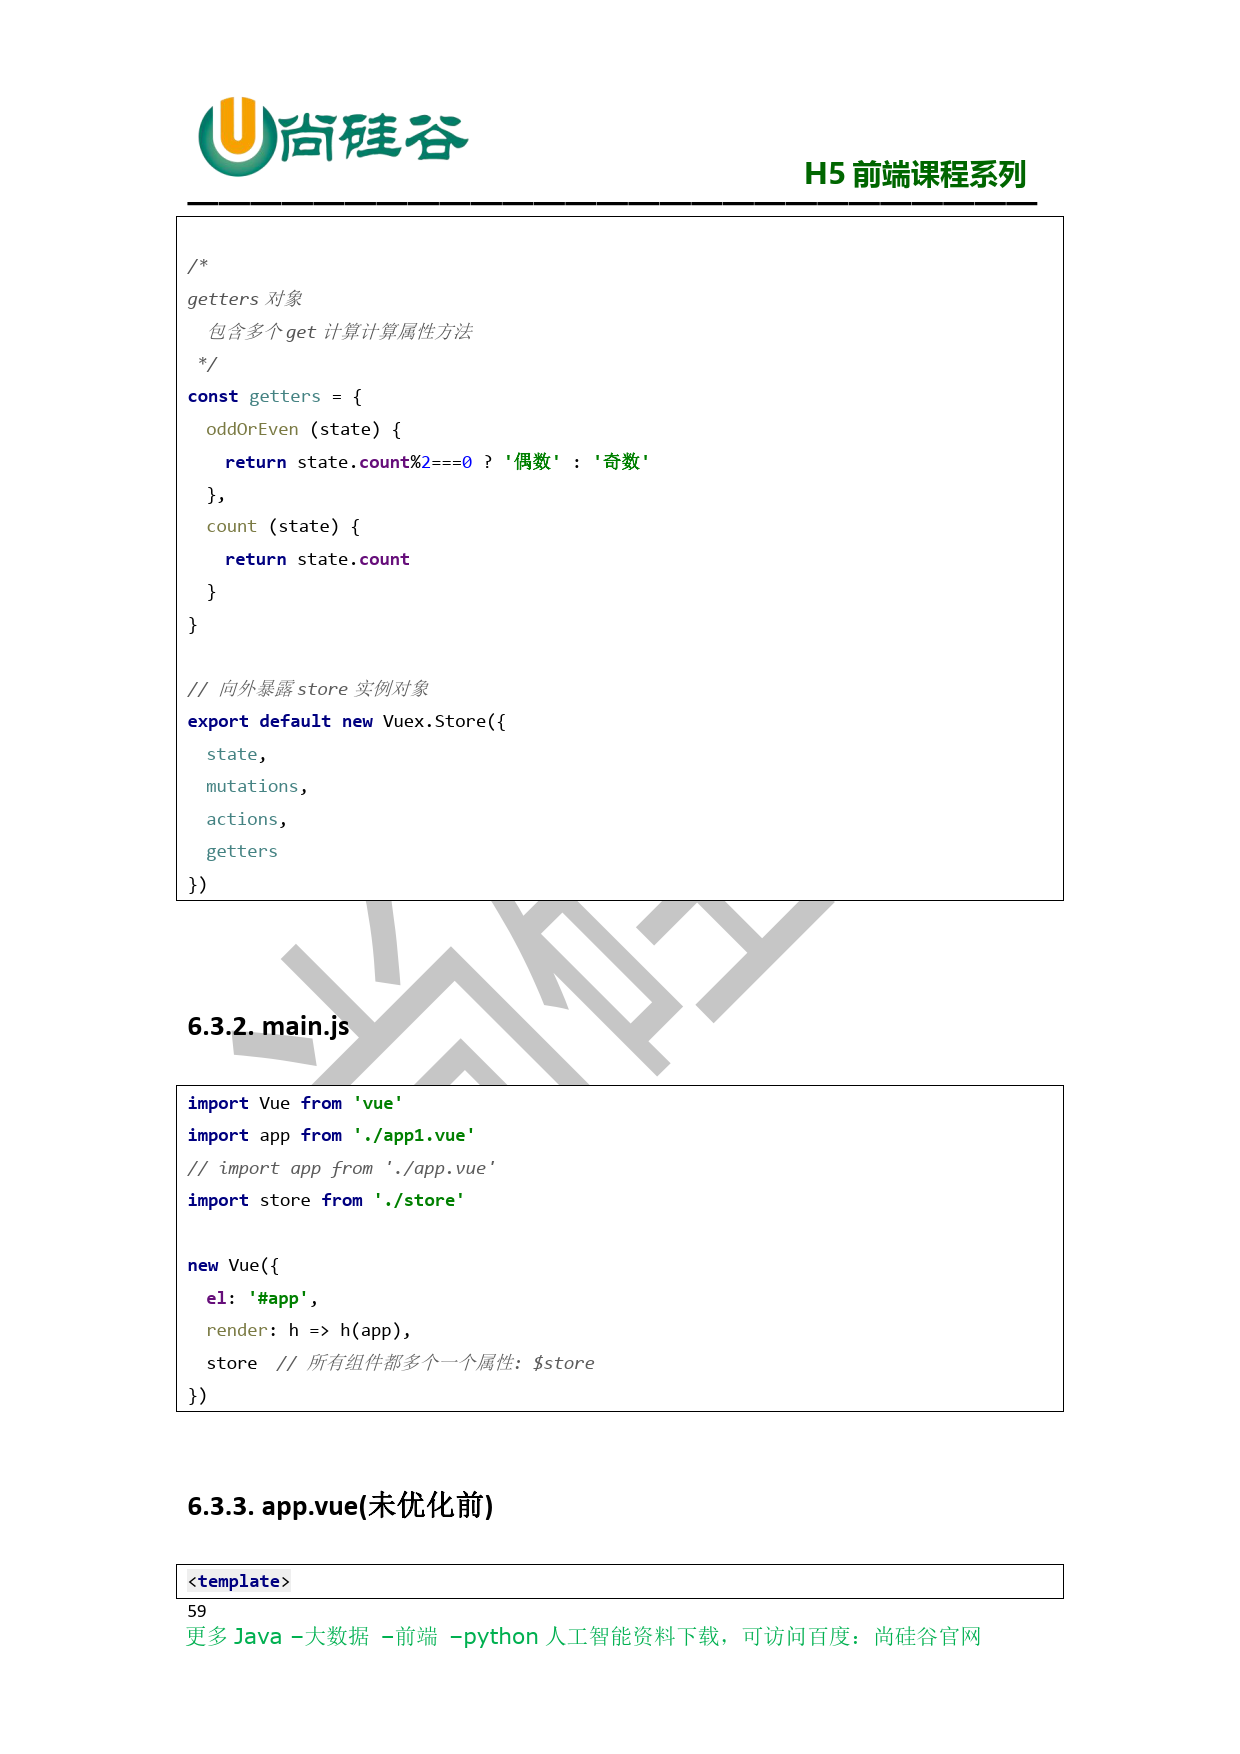 尚硅谷
H5 前端课程系列
/*
getters 对象
包含多个 get 计算计算属性方法
*/
const getters = {
oddOrEven (state) {
return state.count%2===0 ? '偶数' : '奇数'
},
count (state) {
return state.count
}
}
// 向外暴露 store 实例对象
export default new Vuex.Store({
state,
mutations,
actions,
getters
})
6.3.2. main.js
import Vue from 'vue'
import app from './app1.vue'
// import app from './app.vue'
import store from './store'
new Vue({
el: '#app',
render: h => h(app),
store // 所有组件都多个一个属性: $store
})
6.3.3. app.vue(未优化前)
<template>
59
更多 Java –大数据 –前端 –python 人工智能资料下载，可访问百度：尚硅谷官网